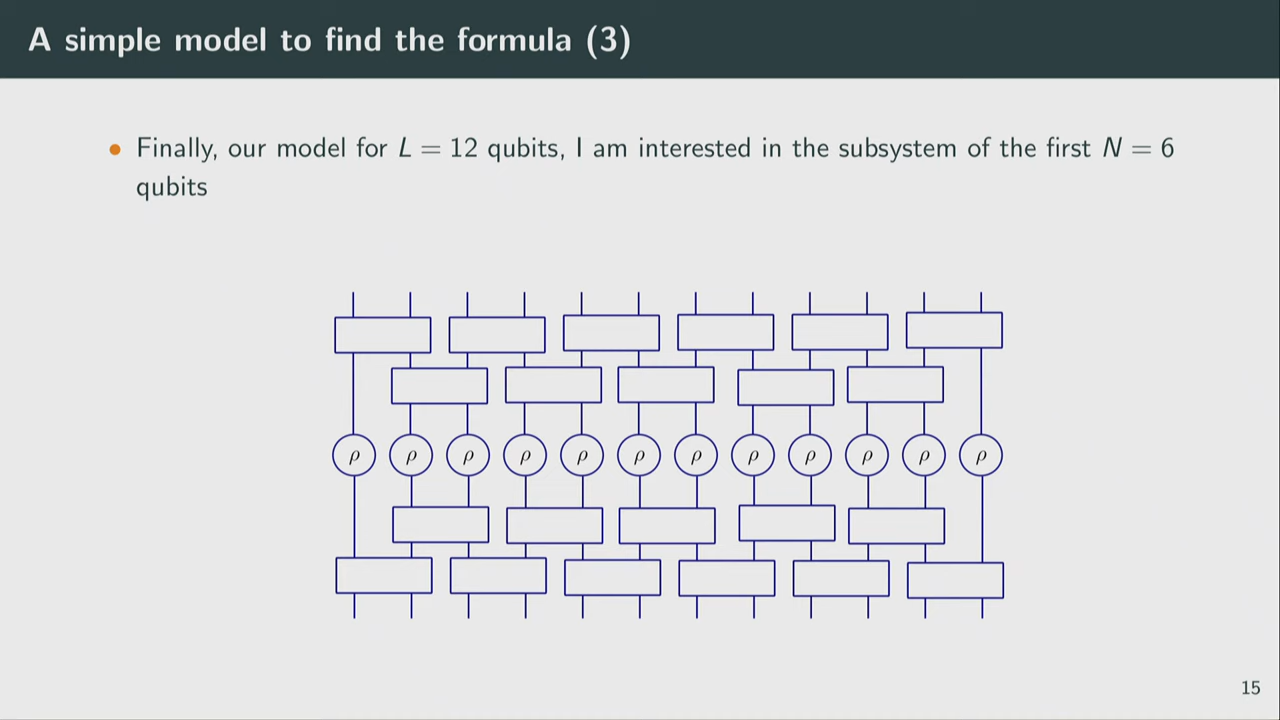 A simple model to find the formula (3)
• Finally, our model for L = 12 qubits, I am interested in the subsystem of the first N = 6
qubits
ρ ρ ρ ρ ρ ρ ρ ρ ρ ρ ρ ρ
15